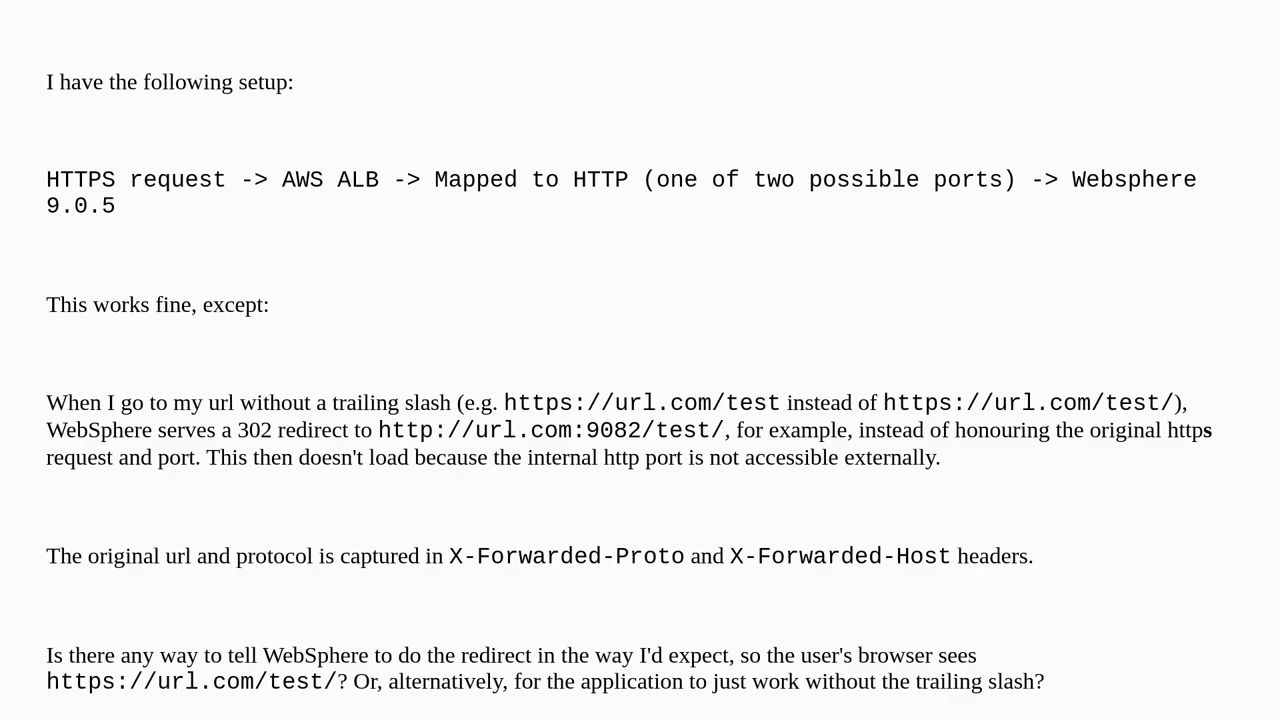 I have the following setup:
HTTPS request -> AWS ALB -> Mapped to HTTP (one of two possible ports) -> Websphere
9.0.5
This works fine, except:
When I go to my url without a trailing slash (e.g. https://url.com/test instead of https://url.com/test/),
WebSphere serves a 302 redirect to http://url.com:9082/test/, for example, instead of honouring the original https
request and port. This then doesn't load because the internal http port is not accessible externally.
The original url and protocol is captured in X-Forwarded-Proto and X-Forwarded-Host headers.
Is there any way to tell WebSphere to do the redirect in the way I'd expect, so the user's browser sees
https://url.com/test/? Or, alternatively, for the application to just work without the trailing slash?